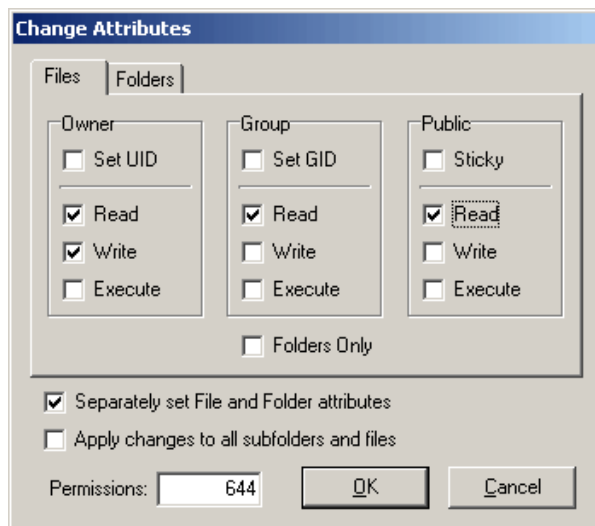 Change Attributes
Files Folders
Owner Group Public
Set UID Set GID Sticky
Read Read Read
Write Write Write
Execute Execute Execute
Folders Only
Separately set File and Folder attributes
Apply changes to all subfolders and files
Permissions: 644 OK Cancel